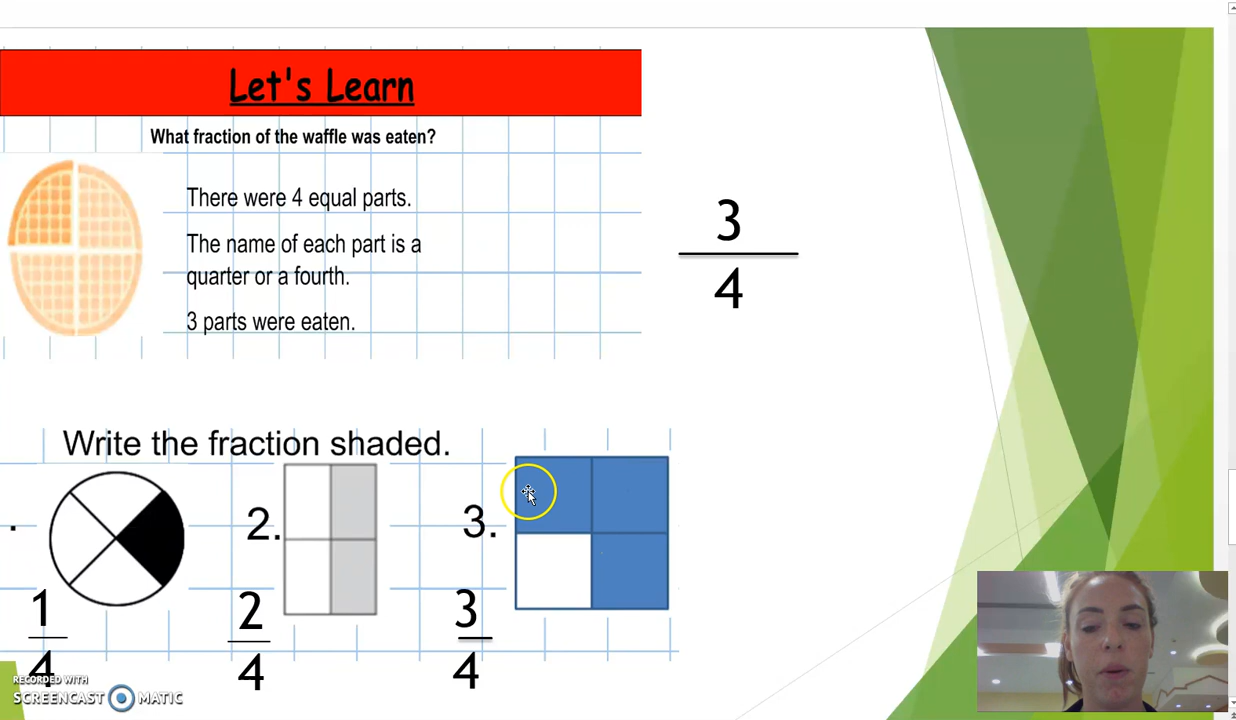 Let's Learn
What fraction of the waffle was eaten?
There were 4 equal parts.
The name of each part is a
quarter or a fourth.
3 parts were eaten.
3
4
Write the fraction shaded.
.
2.
3.
1
4
2
4
3
4
RECORDED WITH
SCREENCAST MATIC